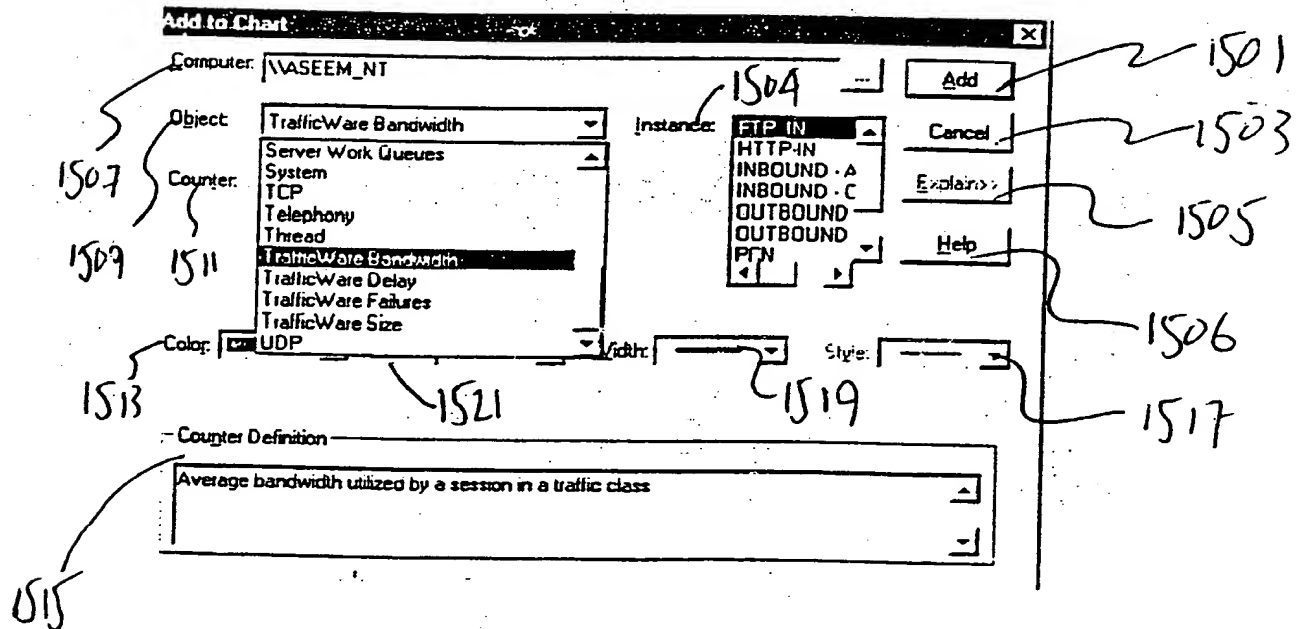 Add to Chart
Computer: \\ASEEM_NT ... Add 1501
1504
Object: TrafficWare Bandwidth Instance: FTP-IN Cancel 1503
Server Work Queues HTTP-IN
1507 System INBOUND - A
Counter: TCP INBOUND - C Explain>> 1505
Telephony OUTBOUND
Thread OUTBOUND
1509 1511 TrafficWare Bandwidth PCN Help
TrafficWare Delay
TrafficWare Failures
TrafficWare Size 1506
Color: UDP Width: Style:
1513 1521 1519 1517
Counter Definition
Average bandwidth utilized by a session in a traffic class
1515